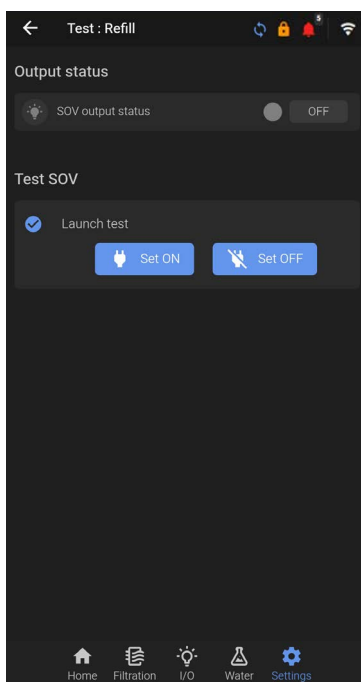 Test : Refill
5
Output status
SOV output status
OFF
Test SOV
Launch test
Set ON
Set OFF
Home
Filtration
I/O
Water
Settings